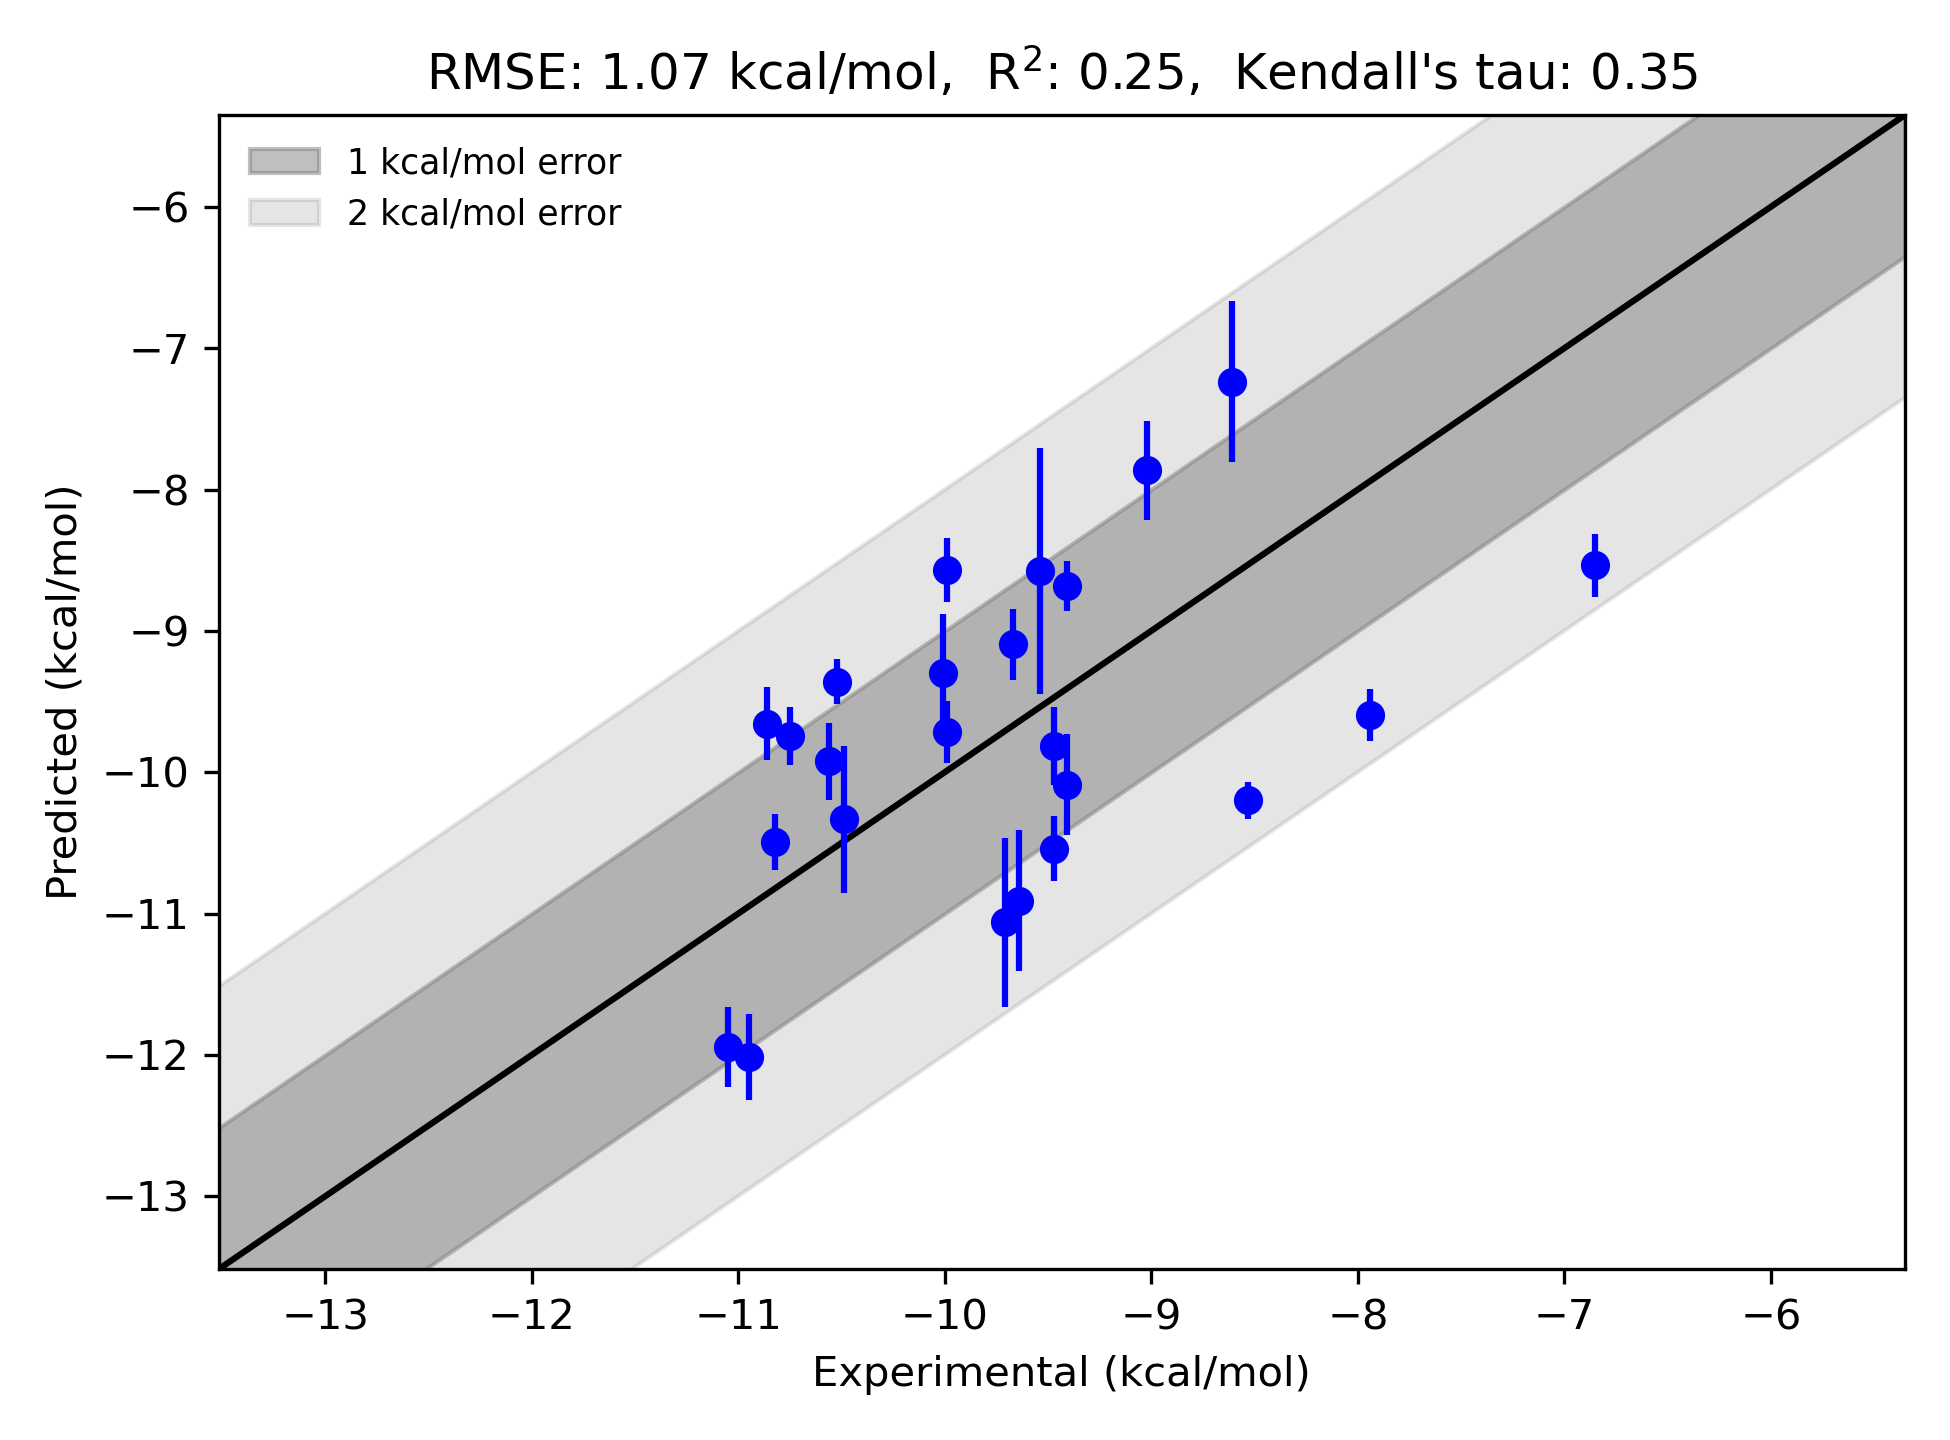 RMSE: 1.07 kcal/mol, R²: 0.25, Kendall's tau: 0.35
1 kcal/mol error
2 kcal/mol error
−6
−7
−8
−9
−10
−11
−12
−13
Predicted (kcal/mol)
−13 −12 −11 −10 −9 −8 −7 −6
Experimental (kcal/mol)